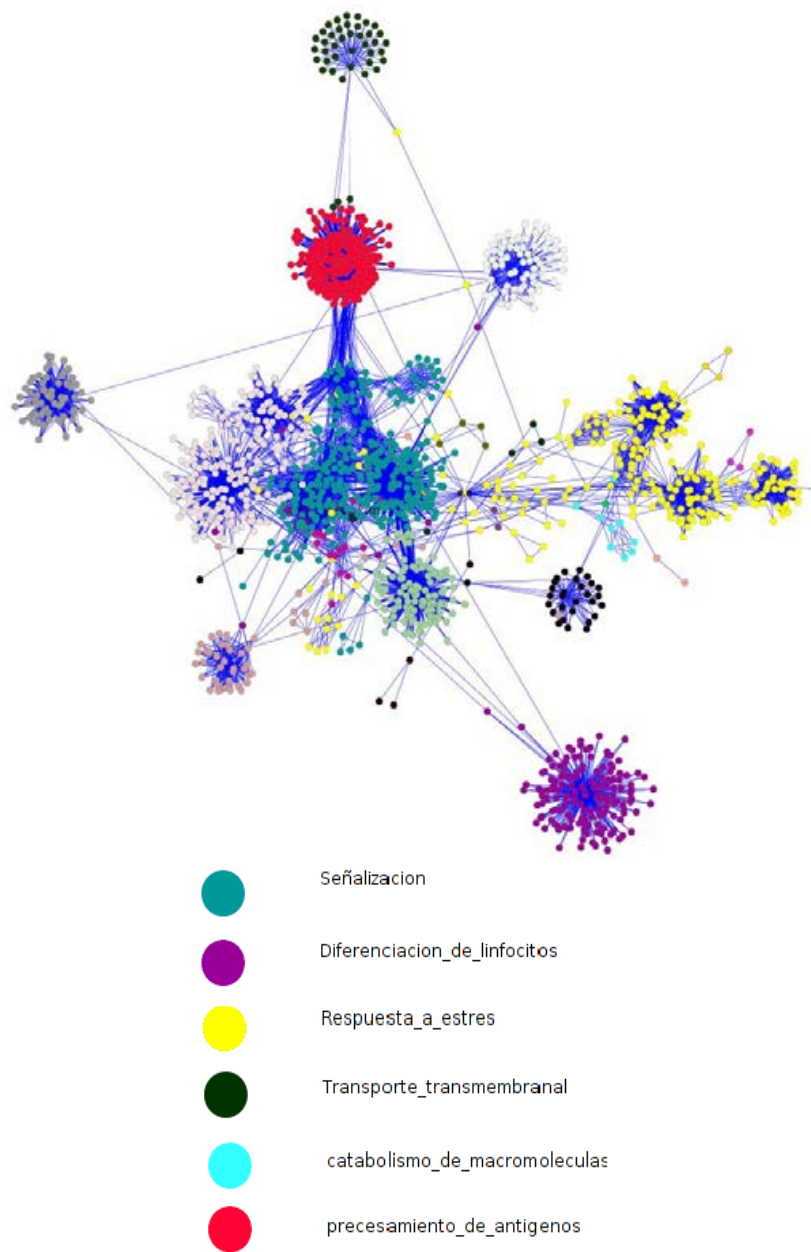 Señalizacion
Diferenciacion_de_linfocitos
Respuesta_a_estres
Transporte_transmembranal
catabolismo_de_macromoleculas
precesamiento_de_antigenos